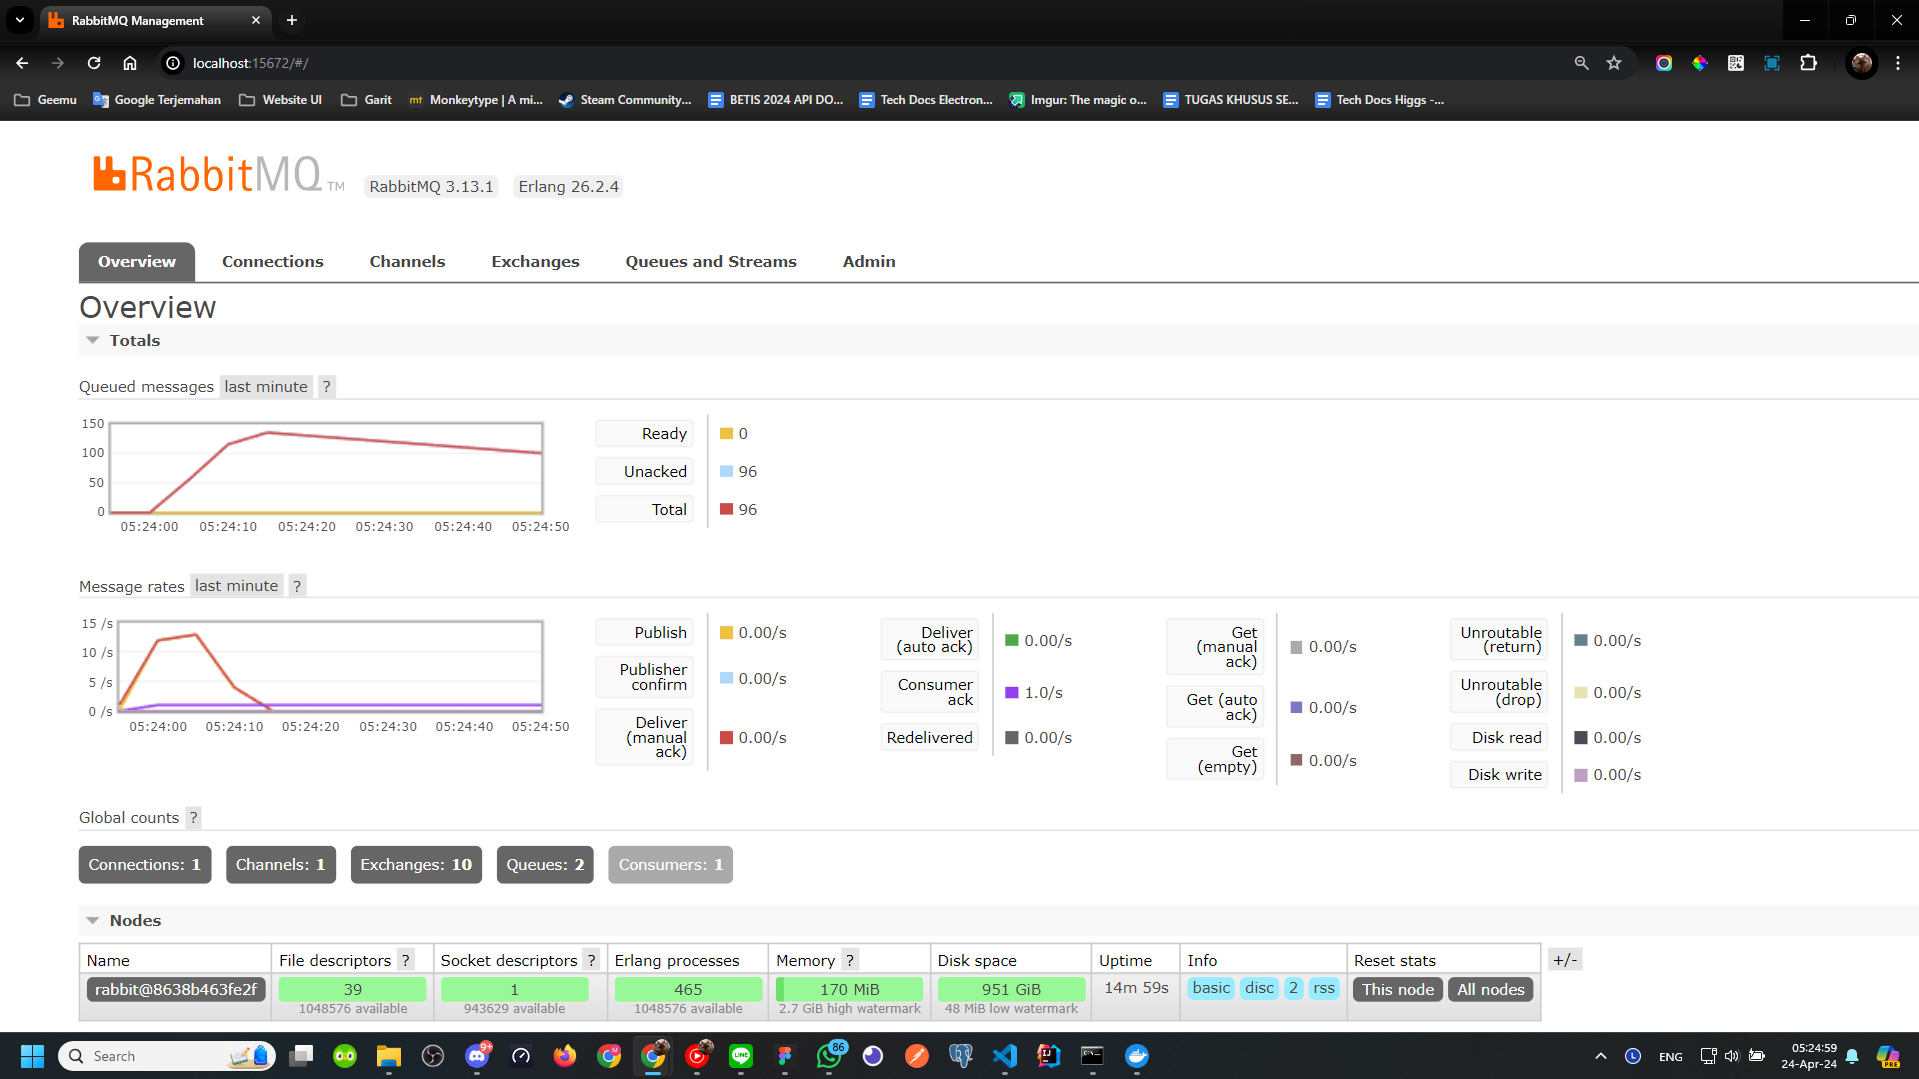 RabbitMQ Management
localhost:15672/#/
Geemu
Google Terjemahan
Website UI
Garit
mt Monkeytype | A mi...
Steam Community...
BETIS 2024 API DO...
Tech Docs Electron...
Imgur: The magic o...
TUGAS KHUSUS SE...
Tech Docs Higgs -...
RabbitMQ TM
RabbitMQ 3.13.1
Erlang 26.2.4
Overview
Connections
Channels
Exchanges
Queues and Streams
Admin
Overview
Totals
Queued messages last minute ?
150
100
50
0
05:24:00 05:24:10 05:24:20 05:24:30 05:24:40 05:24:50
Ready 0
Unacked 96
Total 96
Message rates last minute ?
15 /s
10 /s
5 /s
0 /s
05:24:00 05:24:10 05:24:20 05:24:30 05:24:40 05:24:50
Publish 0.00/s
Publisher
confirm 0.00/s
Deliver
(manual
ack) 0.00/s
Deliver
(auto ack) 0.00/s
Consumer
ack 1.0/s
Redelivered 0.00/s
Get
(manual
ack) 0.00/s
Get (auto
ack) 0.00/s
Get
(empty) 0.00/s
Unroutable
(return) 0.00/s
Unroutable
(drop) 0.00/s
Disk read 0.00/s
Disk write 0.00/s
Global counts ?
Connections: 1
Channels: 1
Exchanges: 10
Queues: 2
Consumers: 1
Nodes
Name File descriptors ? Socket descriptors ? Erlang processes Memory ? Disk space Uptime Info Reset stats +/-
rabbit@8638b463fe2f 39 1 465 170 MiB 951 GiB 14m 59s basic disc 2 rss This node All nodes
1048576 available 943629 available 1048576 available 2.7 GiB high watermark 48 MiB low watermark
Search
9+
LINE
86
ENG
05:24:59
24-Apr-24
PRE